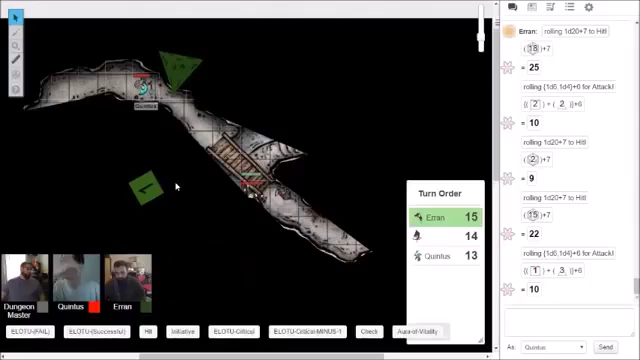 Erran:
rolling 1d20+7 to Hit!
(18)+7
= 25
rolling {1d6,1d4}+6 for Attack!
{( 2 ) + ( 2 )}+6
= 10
rolling 1d20+7 to Hit!
(2)+7
= 9
rolling 1d20+7 to Hit!
(15)+7
= 22
rolling {1d6,1d4}+6 for Attack!
{( 1 ) + ( 3 )}+6
= 10
Quintus
1
Turn Order
Erran 15
14
Quintus 13
Dungeon Master
Quintus
Erran
ELOTU-(FAIL)
ELOTU-(Successful)
Hit
Initiative
ELOTU-Critical
ELOTU-Critical-MINUS-1
Check
Aura-of-Vitality
As: Quintus
Send